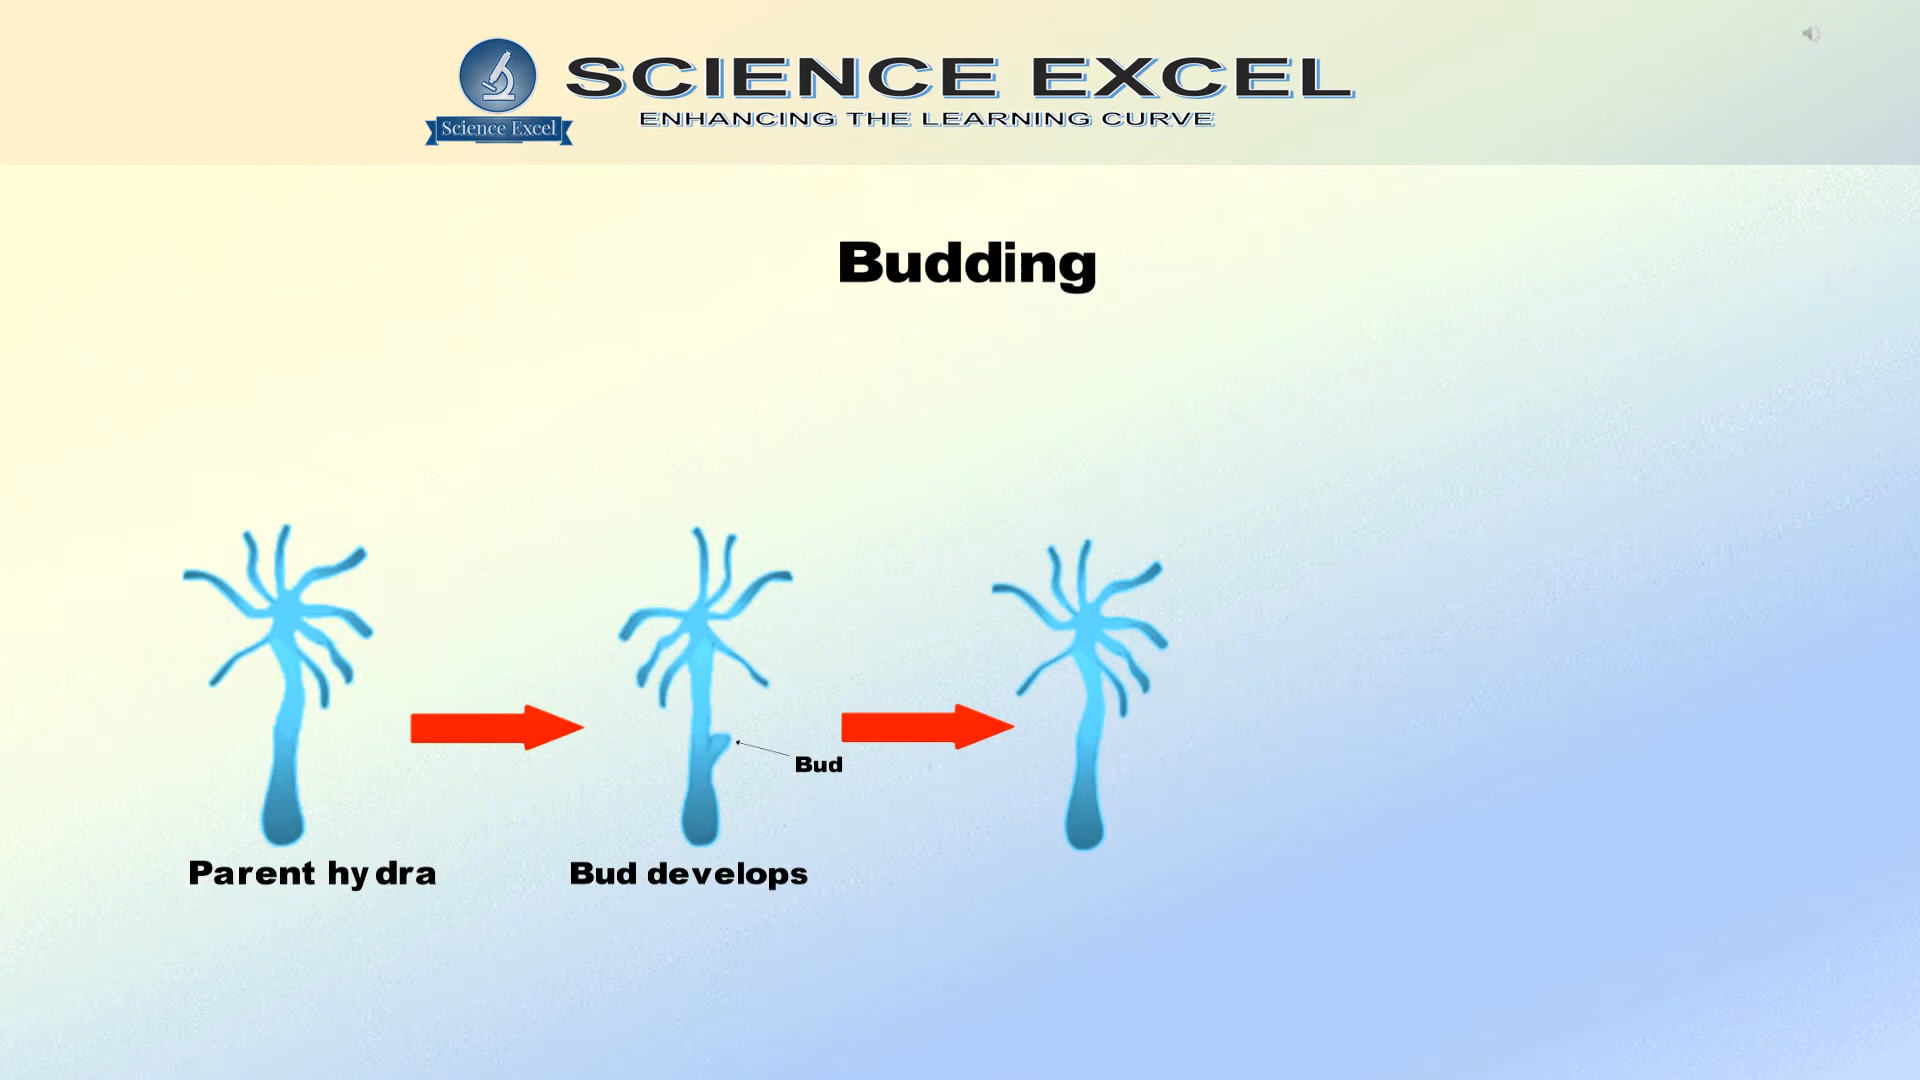 SCIENCE EXCEL
ENHANCING THE LEARNING CURVE
Science Excel
Budding
Bud
Parent hydra
Bud develops